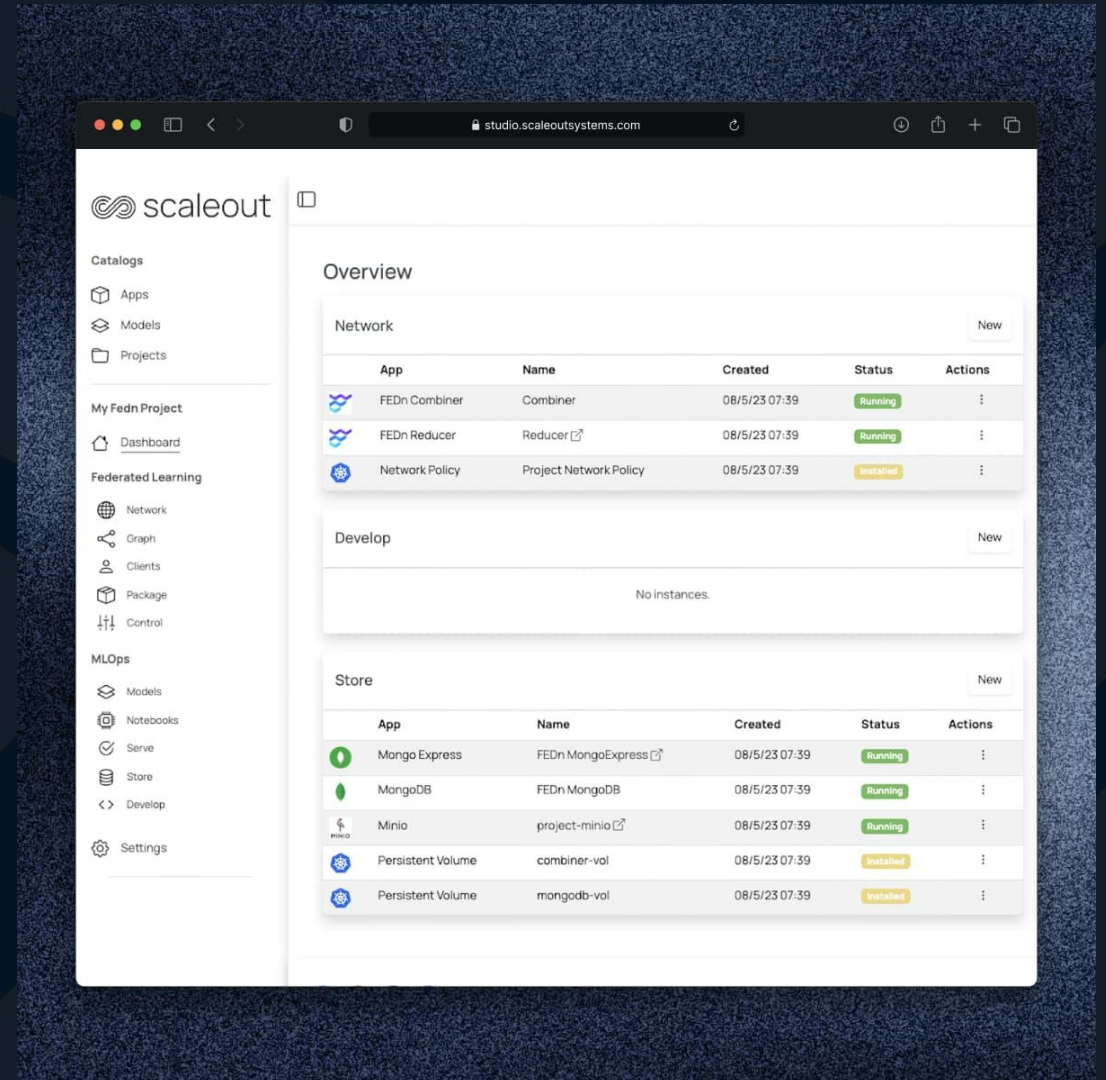 studio.scaleoutsystems.com
scaleout
Catalogs
Apps
Models
Projects
My Fedn Project
Dashboard
Federated Learning
Network
Graph
Clients
Package
Control
MLOps
Models
Notebooks
Serve
Store
Develop
Settings
Overview
Network New
App Name Created Status Actions
FEDn Combiner Combiner 08/5/23 07:39 Running
FEDn Reducer Reducer 08/5/23 07:39 Running
Network Policy Project Network Policy 08/5/23 07:39 Installed
Develop New
No instances.
Store New
App Name Created Status Actions
Mongo Express FEDn MongoExpress 08/5/23 07:39 Running
MongoDB FEDn MongoDB 08/5/23 07:39 Running
MINIO Minio project-minio 08/5/23 07:39 Running
Persistent Volume combiner-vol 08/5/23 07:39 Installed
Persistent Volume mongodb-vol 08/5/23 07:39 Installed